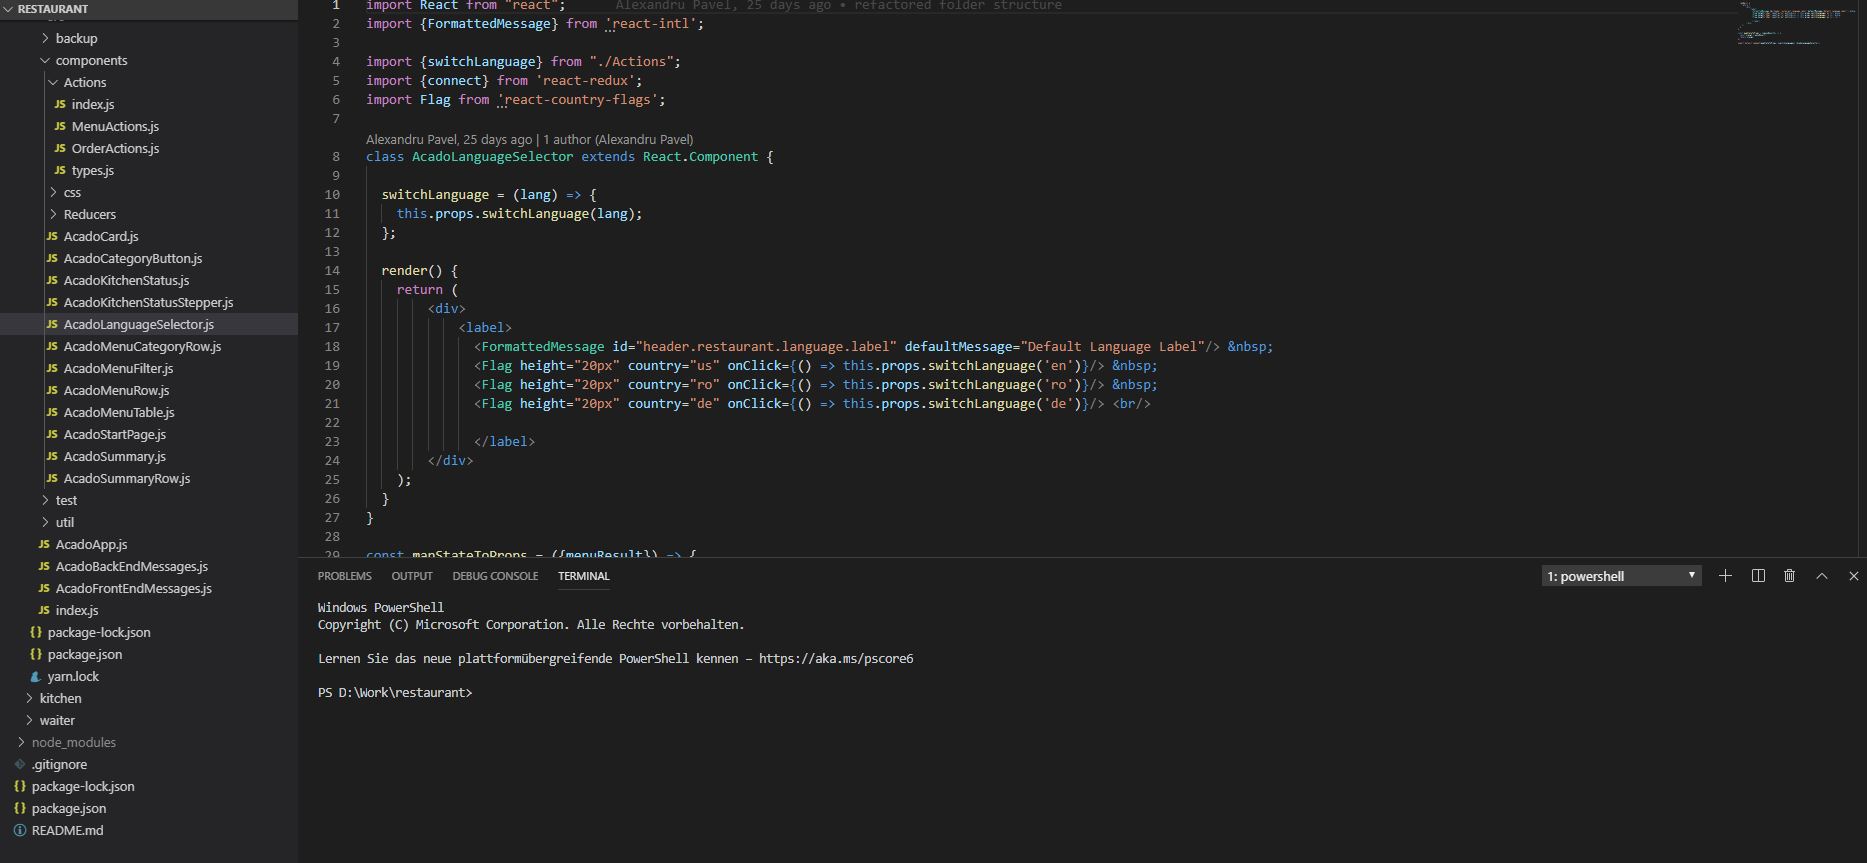 RESTAURANT
backup
components
Actions
JS index.js
JS MenuActions.js
JS OrderActions.js
JS types.js
css
Reducers
JS AcadoCard.js
JS AcadoCategoryButton.js
JS AcadoKitchenStatus.js
JS AcadoKitchenStatusStepper.js
JS AcadoLanguageSelector.js
JS AcadoMenuCategoryRow.js
JS AcadoMenuFilter.js
JS AcadoMenuRow.js
JS AcadoMenuTable.js
JS AcadoStartPage.js
JS AcadoSummary.js
JS AcadoSummaryRow.js
test
util
JS AcadoApp.js
JS AcadoBackEndMessages.js
JS AcadoFrontEndMessages.js
JS index.js
{} package-lock.json
{} package.json
yarn.lock
kitchen
waiter
node_modules
.gitignore
{} package-lock.json
{} package.json
README.md
1 import React from "react"; Alexandru Pavel, 25 days ago • refactored folder structure
2 import {FormattedMessage} from 'react-intl';
3
4 import {switchLanguage} from "./Actions";
5 import {connect} from 'react-redux';
6 import Flag from 'react-country-flags';
7
Alexandru Pavel, 25 days ago | 1 author (Alexandru Pavel)
8 class AcadoLanguageSelector extends React.Component {
9
10 switchLanguage = (lang) => {
11 this.props.switchLanguage(lang);
12 };
13
14 render() {
15 return (
16 <div>
17 <label>
18 <FormattedMessage id="header.restaurant.language.label" defaultMessage="Default Language Label"/> &nbsp;
19 <Flag height="20px" country="us" onClick={() => this.props.switchLanguage('en')}/> &nbsp;
20 <Flag height="20px" country="ro" onClick={() => this.props.switchLanguage('ro')}/> &nbsp;
21 <Flag height="20px" country="de" onClick={() => this.props.switchLanguage('de')}/> <br/>
22
23 </label>
24 </div>
25 );
26 }
27 }
28
29 const mapStateToProps = ({menuResult}) => {
PROBLEMS OUTPUT DEBUG CONSOLE TERMINAL 1: powershell
Windows PowerShell
Copyright (C) Microsoft Corporation. Alle Rechte vorbehalten.
Lernen Sie das neue plattformübergreifende PowerShell kennen – https://aka.ms/pscore6
PS D:\Work\restaurant>